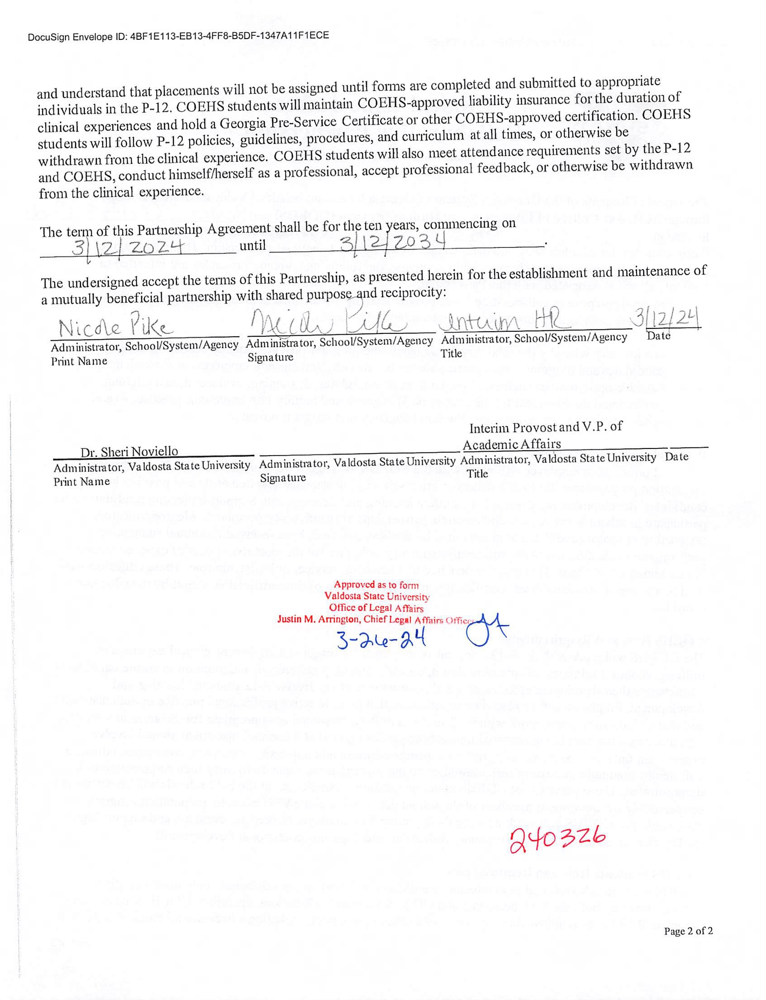 DocuSign Envelope ID: 4BF1E113-EB13-4FF8-B5DF-1347A11F1ECE
and understand that placements will not be assigned until forms are completed and submitted to appropriate
individuals in the P-12. COEHS students will maintain COEHS-approved liability insurance for the duration of
clinical experiences and hold a Georgia Pre-Service Certificate or other COEHS-approved certification. COEHS
students will follow P-12 policies, guidelines, procedures, and curriculum at all times, or otherwise be
withdrawn from the clinical experience. COEHS students will also meet attendance requirements set by the P-12
and COEHS, conduct himself/herself as a professional, accept professional feedback, or otherwise be withdrawn
from the clinical experience.
The term of this Partnership Agreement shall be for the ten years, commencing on
3/12/2024 until 3/12/2034.
The undersigned accept the terms of this Partnership, as presented herein for the establishment and maintenance of
a mutually beneficial partnership with shared purpose and reciprocity:
Nicole Pike Nicole Pike Interim HR 3/12/24
Administrator, School/System/Agency Administrator, School/System/Agency Administrator, School/System/Agency Date
Print Name Signature Title
Interim Provost and V.P. of
Dr. Sheri Noviello Academic Affairs
Administrator, Valdosta State University Administrator, Valdosta State University Administrator, Valdosta State University Date
Print Name Signature Title
Approved as to form
Valdosta State University
Office of Legal Affairs
Justin M. Arrington, Chief Legal Affairs Officer
3-26-24
240326
Page 2 of 2